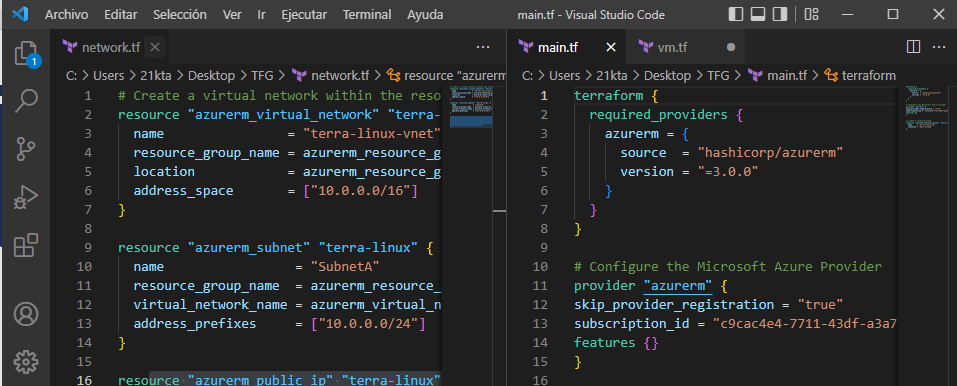 Archivo Editar Selección Ver Ir Ejecutar Terminal Ayuda main.tf - Visual Studio Code
network.tf
C: > Users > 21kta > Desktop > TFG > network.tf > resource "azurerm
1 # Create a virtual network within the reso
2 resource "azurerm_virtual_network" "terra-
3 name = "terra-linux-vnet"
4 resource_group_name = azurerm_resource_g
5 location = azurerm_resource_g
6 address_space = ["10.0.0.0/16"]
7 }
8
9 resource "azurerm_subnet" "terra-linux" {
10 name = "SubnetA"
11 resource_group_name = azurerm_resource_
12 virtual_network_name = azurerm_virtual_n
13 address_prefixes = ["10.0.0.0/24"]
14 }
15
16 resource "azurerm_public_ip" "terra-linux"
1
main.tf vm.tf
C: > Users > 21kta > Desktop > TFG > main.tf > terraform
1 terraform {
2 required_providers {
3 azurerm = {
4 source = "hashicorp/azurerm"
5 version = "=3.0.0"
6 }
7 }
8 }
9
10 # Configure the Microsoft Azure Provider
11 provider "azurerm" {
12 skip_provider_registration = "true"
13 subscription_id = "c9cac4e4-7711-43df-a3a7
14 features {}
15 }
16